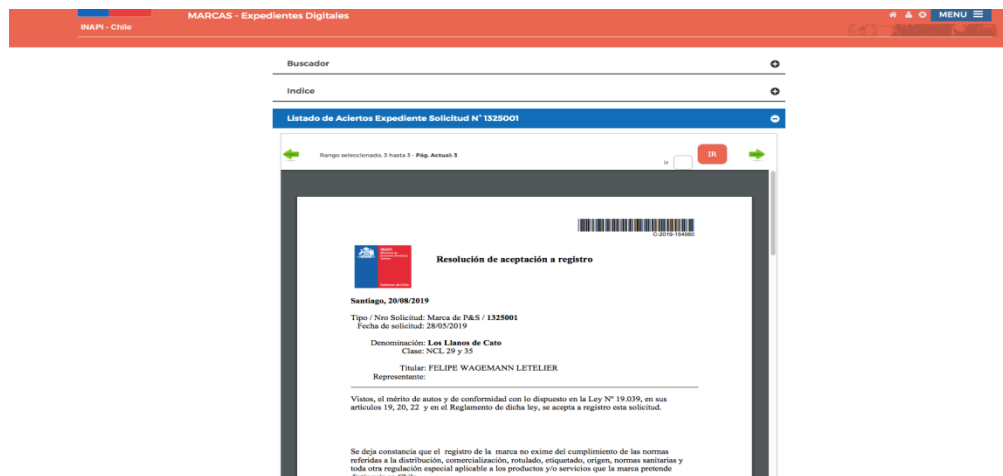 MARCAS - Expedientes Digitales
MENU
INAPI - Chile
Buscador
Indice
Listado de Aciertos Expediente Solicitud N° 1325001
Rango seleccionado, 3 hasta 3 - Pág. Actual: 3
Ir
IR
C-2019-154560
INAPI
Resolución de aceptación a registro
Gobierno de Chile
Santiago, 20/08/2019
Tipo / Nro Solicitud: Marca de P&S / 1325001
Fecha de solicitud: 28/05/2019
Denominación: Los Llanos de Cato
Clase: NCL 29 y 35
Titular: FELIPE WAGEMANN LETELIER
Representante:
Vistos, el mérito de autos y de conformidad con lo dispuesto en la Ley Nº 19.039, en sus
artículos 19, 20, 22 y en el Reglamento de dicha ley, se acepta a registro esta solicitud.
Se deja constancia que el registro de la marca no exime del cumplimiento de las normas
referidas a la distribución, comercialización, rotulado, etiquetado, origen, normas sanitarias y
toda otra regulación especial aplicable a los productos y/o servicios que la marca pretende